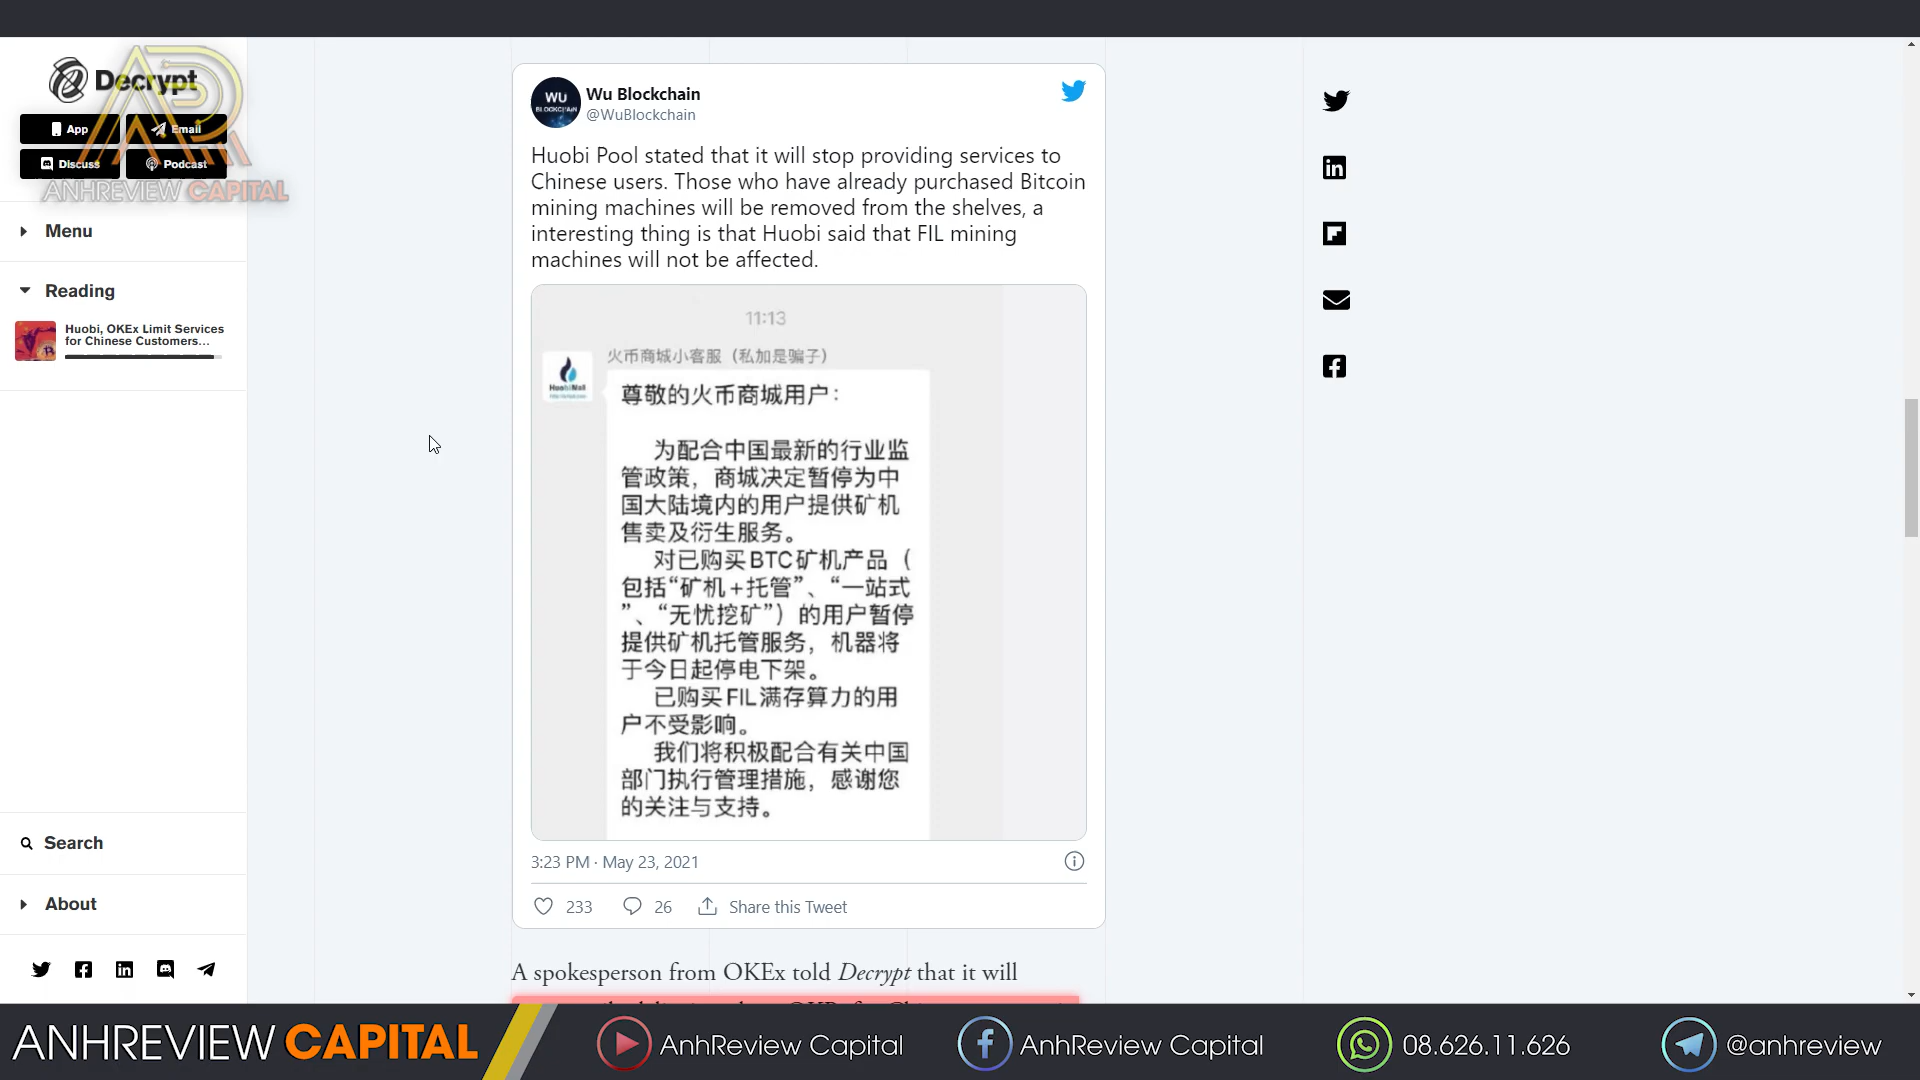 Decrypt
App
Email
Discuss
Podcast
ANHREVIEW CAPITAL
Menu
Reading
Huobi, OKEx Limit Services
for Chinese Customers...
Search
About
WU
BLOCKCHAIN
Wu Blockchain
@WuBlockchain
Huobi Pool stated that it will stop providing services to
Chinese users. Those who have already purchased Bitcoin
mining machines will be removed from the shelves, a
interesting thing is that Huobi said that FIL mining
machines will not be affected.
11:13
火币商城小客服（私加是骗子）
HuobiMall
尊敬的火币商城用户：
为配合中国最新的行业监
管政策，商城决定暂停为中
国大陆境内的用户提供矿机
售卖及衍生服务。
对已购买BTC矿机产品（
包括“矿机+托管”、“一站式
”、“无忧挖矿”）的用户暂停
提供矿机托管服务，机器将
于今日起停电下架。
已购买FIL满存算力的用
户不受影响。
我们将积极配合有关中国
部门执行管理措施，感谢您
的关注与支持。
3:23 PM · May 23, 2021
233
26
Share this Tweet
A spokesperson from OKEx told Decrypt that it will
ANHREVIEW CAPITAL
AnhReview Capital
AnhReview Capital
08.626.11.626
@anhreview